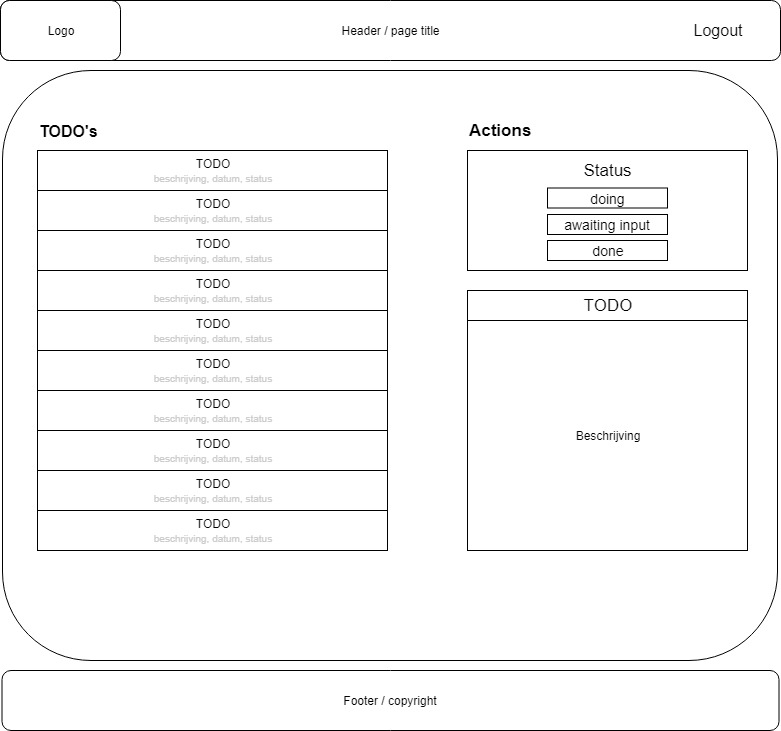 Logo
Header / page title
Logout
TODO's
TODO
beschrijving, datum, status
TODO
beschrijving, datum, status
TODO
beschrijving, datum, status
TODO
beschrijving, datum, status
TODO
beschrijving, datum, status
TODO
beschrijving, datum, status
TODO
beschrijving, datum, status
TODO
beschrijving, datum, status
TODO
beschrijving, datum, status
TODO
beschrijving, datum, status
Actions
Status
doing
awaiting input
done
TODO
Beschrijving
Footer / copyright